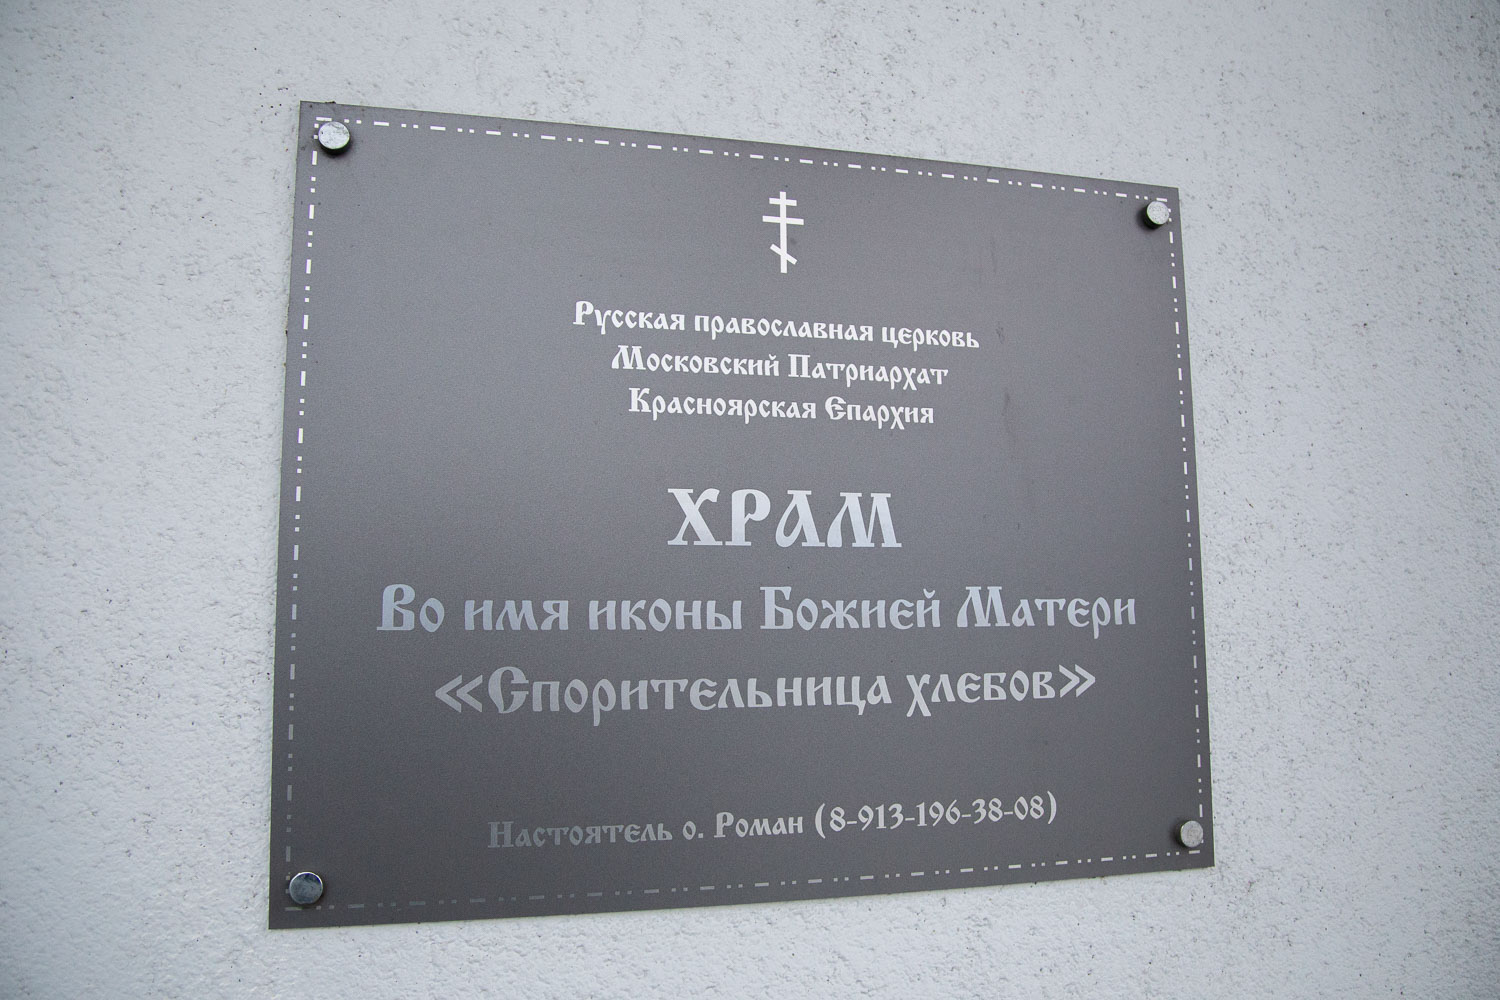 Русская православная церковь
Московский Патриархат
Красноярская Епархия
ХРАМ
Во имя иконы Божией Матери
«Спорительница хлебов»
Настоятель о. Роман (8-913-196-38-08)